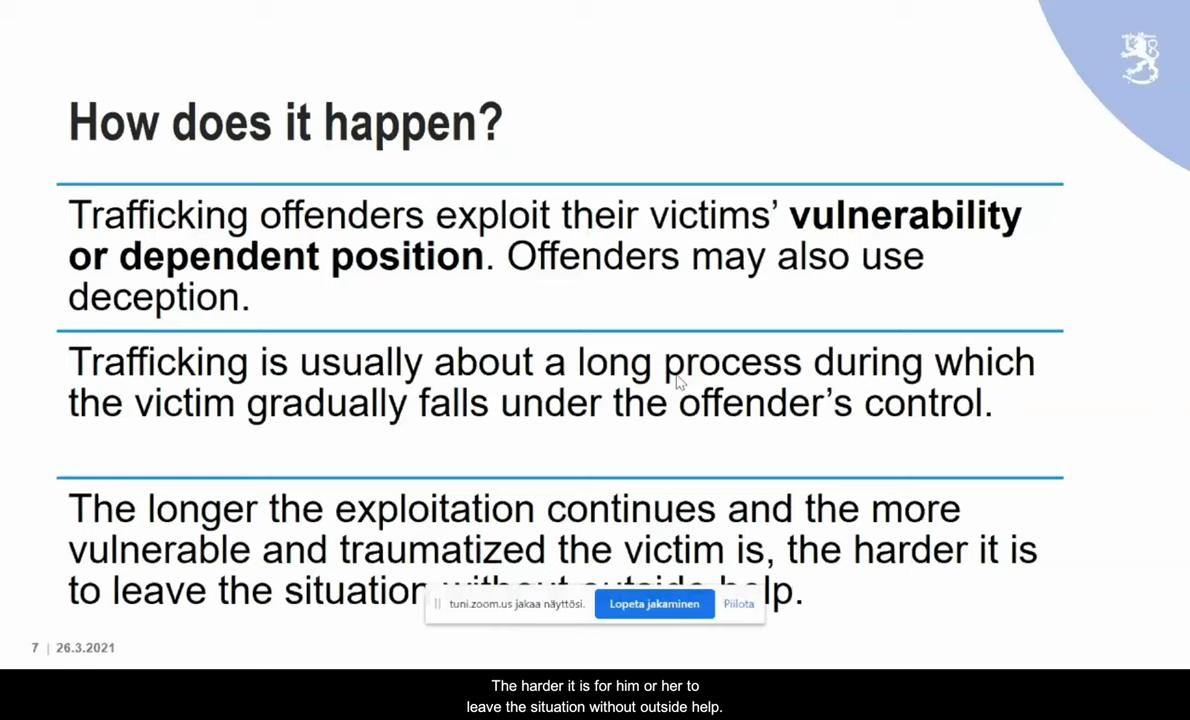 How does it happen?
Trafficking offenders exploit their victims’ vulnerability
or dependent position. Offenders may also use
deception.
Trafficking is usually about a long process during which
the victim gradually falls under the offender’s control.
The longer the exploitation continues and the more
vulnerable and traumatized the victim is, the harder it is
to leave the situation without outside help.
tuni.zoom.us jakaa näyttösi. Lopeta jakaminen Piilota
7 | 26.3.2021
The harder it is for him or her to
leave the situation without outside help.